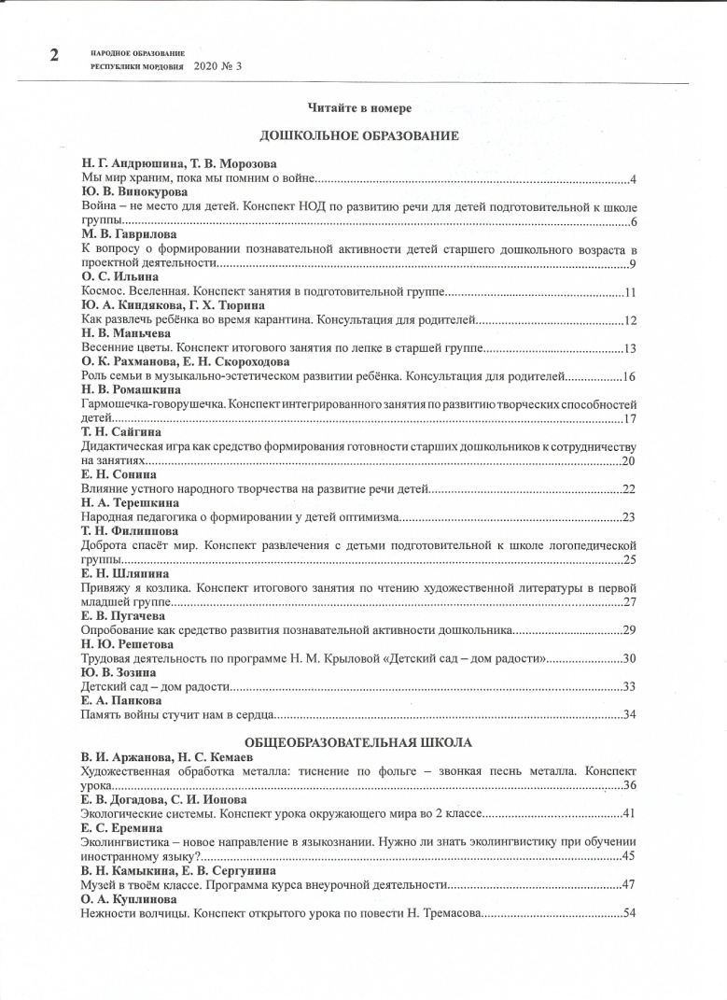 2
НАРОДНОЕ ОБРАЗОВАНИЕ
РЕСПУБЛИКИ МОРДОВИЯ 2020 № 3
Читайте в номере
ДОШКОЛЬНОЕ ОБРАЗОВАНИЕ
Н. Г. Андрюшина, Т. В. Морозова
Мы мир храним, пока мы помним о войне....4
Ю. В. Винокурова
Война – не место для детей. Конспект НОД по развитию речи для детей подготовительной к школе
группы....6
М. В. Гаврилова
К вопросу о формировании познавательной активности детей старшего дошкольного возраста в
проектной деятельности....9
О. С. Ильина
Космос. Вселенная. Конспект занятия в подготовительной группе....11
Ю. А. Киндякова, Г. Х. Тюрина
Как развлечь ребёнка во время карантина. Консультация для родителей....12
Н. В. Маньчева
Весенние цветы. Конспект итогового занятия по лепке в старшей группе....13
О. К. Рахманова, Е. Н. Скороходова
Роль семьи в музыкально-эстетическом развитии ребёнка. Консультация для родителей....16
Н. В. Ромашкина
Гармошечка-говорушечка. Конспект интегрированного занятия по развитию творческих способностей
детей....17
Т. Н. Сайгина
Дидактическая игра как средство формирования готовности старших дошкольников к сотрудничеству
на занятиях....20
Е. Н. Сонина
Влияние устного народного творчества на развитие речи детей....22
Н. А. Терешкина
Народная педагогика о формировании у детей оптимизма....23
Т. Н. Филиппова
Доброта спасёт мир. Конспект развлечения с детьми подготовительной к школе логопедической
группы....25
Е. Н. Шляпина
Привяжу я козлика. Конспект итогового занятия по чтению художественной литературы в первой
младшей группе....27
Е. В. Пугачева
Опробование как средство развития познавательной активности дошкольника....29
Н. Ю. Решетова
Трудовая деятельность по программе Н. М. Крыловой «Детский сад – дом радости»....30
Ю. В. Зозина
Детский сад – дом радости....33
Е. А. Панкова
Память войны стучит нам в сердца....34
ОБЩЕОБРАЗОВАТЕЛЬНАЯ ШКОЛА
В. И. Аржанова, Н. С. Кемаев
Художественная обработка металла: тиснение по фольге – звонкая песнь металла. Конспект
урока....36
Е. В. Догадова, С. И. Ионова
Экологические системы. Конспект урока окружающего мира во 2 классе....41
Е. С. Еремина
Эколингвистика – новое направление в языкознании. Нужно ли знать эколингвистику при обучении
иностранному языку?....45
В. Н. Камыкина, Е. В. Сергунина
Музей в твоём классе. Программа курса внеурочной деятельности....47
О. А. Куплинова
Нежности волчицы. Конспект открытого урока по повести Н. Тремасова....54